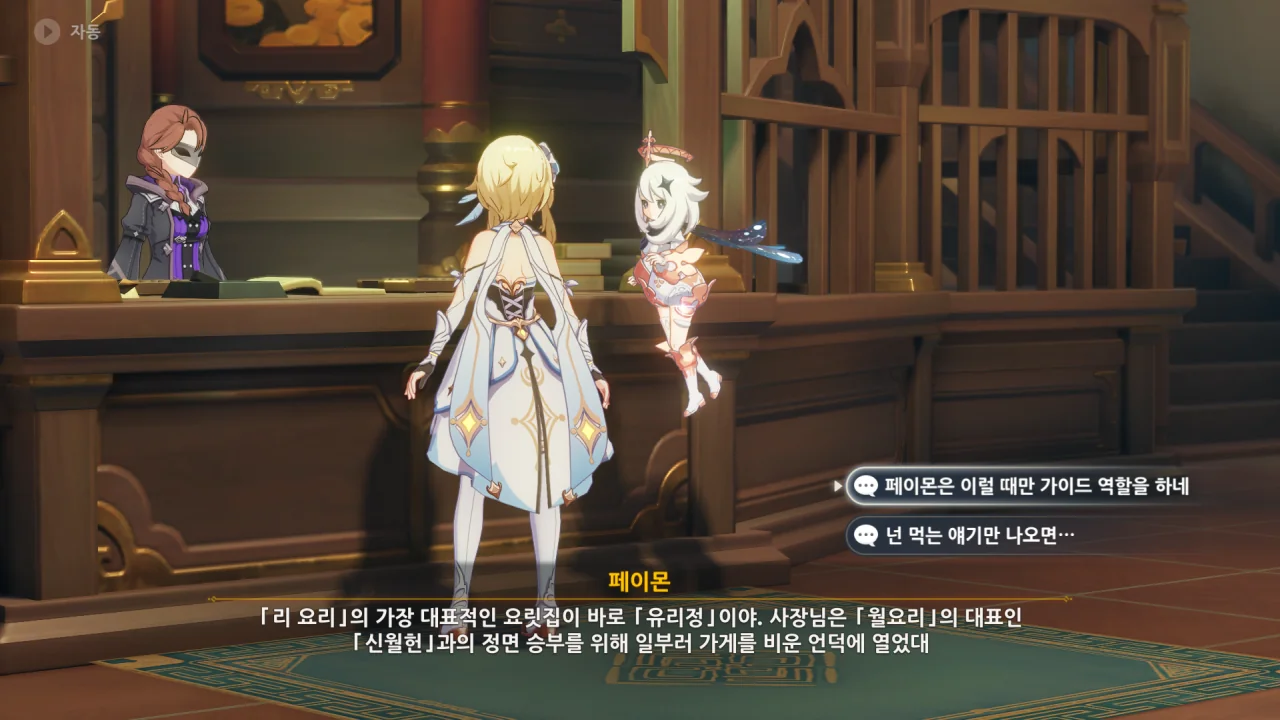 자동
페이몬은 이럴 때만 가이드 역할을 하네
넌 먹는 얘기만 나오면…
페이몬
「리 요리」의 가장 대표적인 요릿집이 바로 「유리정」이야. 사장님은 「월요리」의 대표인
「신월헌」과의 정면 승부를 위해 일부러 가게를 비운 언덕에 열었대